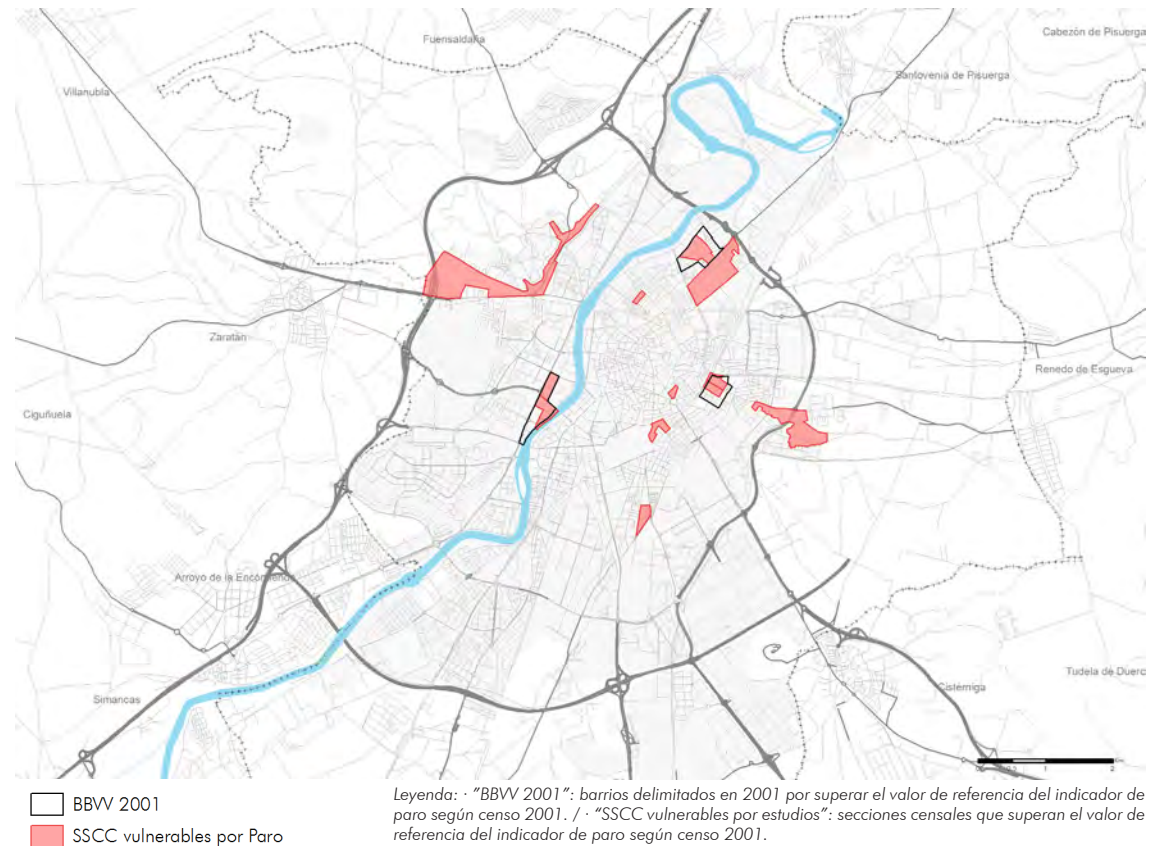 Fuensaldaña
Cabezón de Pisuerga
Santovenia de Pisuerga
Villanubla
Zaratán
Renedo de Esgueva
Ciguñuela
Arroyo de la Encomienda
Simancas
Cistérniga
Tudela de Duero
1
2
BBVV 2001
SSCC vulnerables por Paro
Leyenda: · "BBVV 2001": barrios delimitados en 2001 por superar el valor de referencia del indicador de
paro según censo 2001. / · "SSCC vulnerables por estudios": secciones censales que superan el valor de
referencia del indicador de paro según censo 2001.